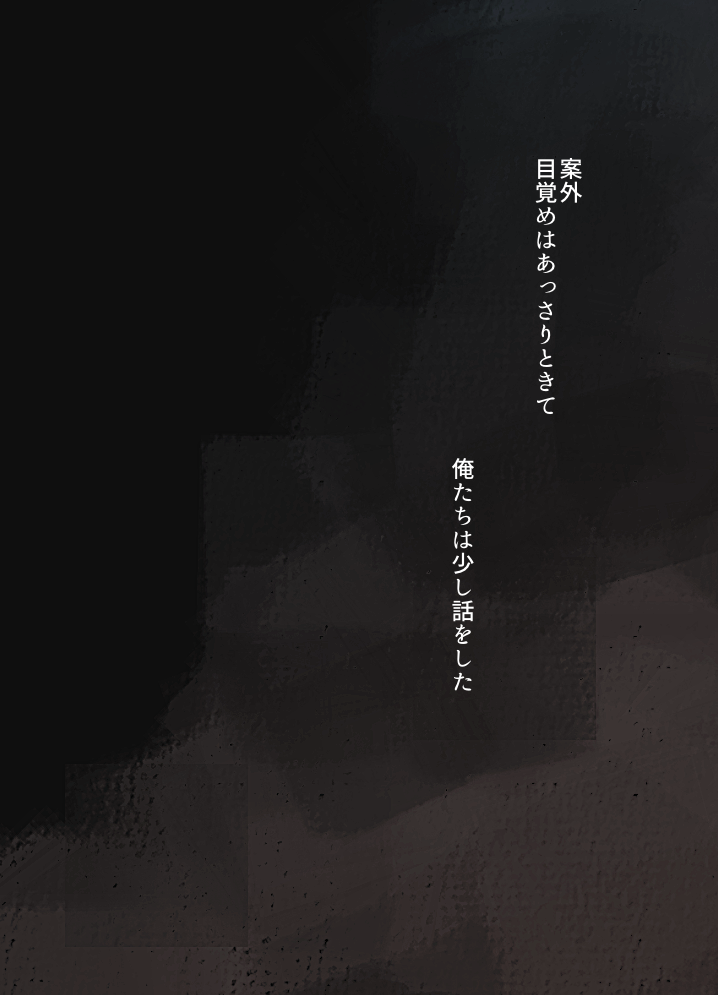 案外
目覚めはあっさりときて
俺たちは少し話をした